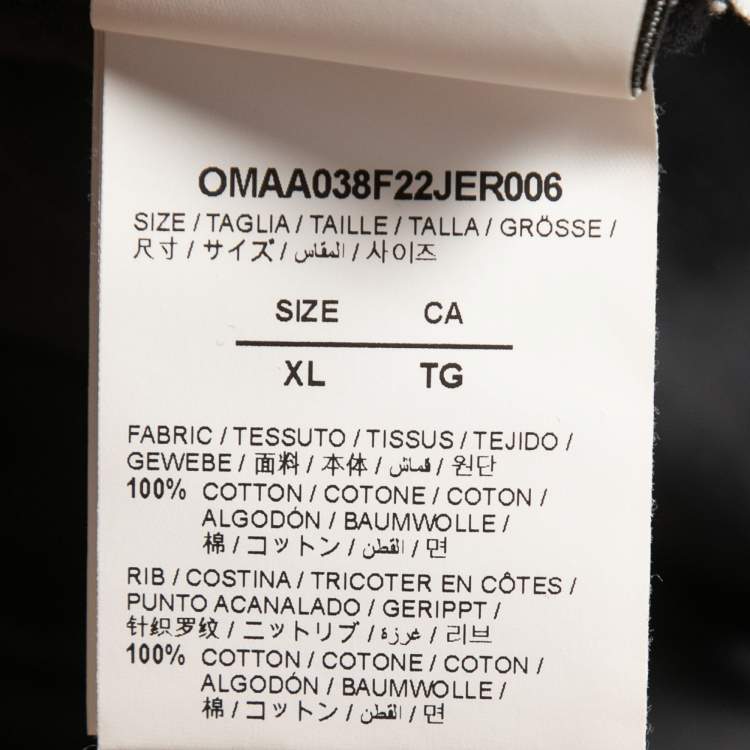 OMAA038F22JER006
SIZE / TAGLIA / TAILLE / TALLA / GRÖSSE /
尺寸 / サイズ / المقاس / 사이즈
SIZE CA
XL TG
FABRIC / TESSUTO / TISSUS / TEJIDO /
GEWEBE / 面料 / 本体 / قماش / 원단
100% COTTON / COTONE / COTON /
ALGODÓN / BAUMWOLLE /
棉 / コットン / القطن / 면
RIB / COSTINA / TRICOTER EN CÔTES /
PUNTO ACANALADO / GERIPPT /
针织罗纹 / ニットリブ / غرزة / 리브
100% COTTON / COTONE / COTON /
ALGODÓN / BAUMWOLLE /
棉 / コットン / القطن / 면